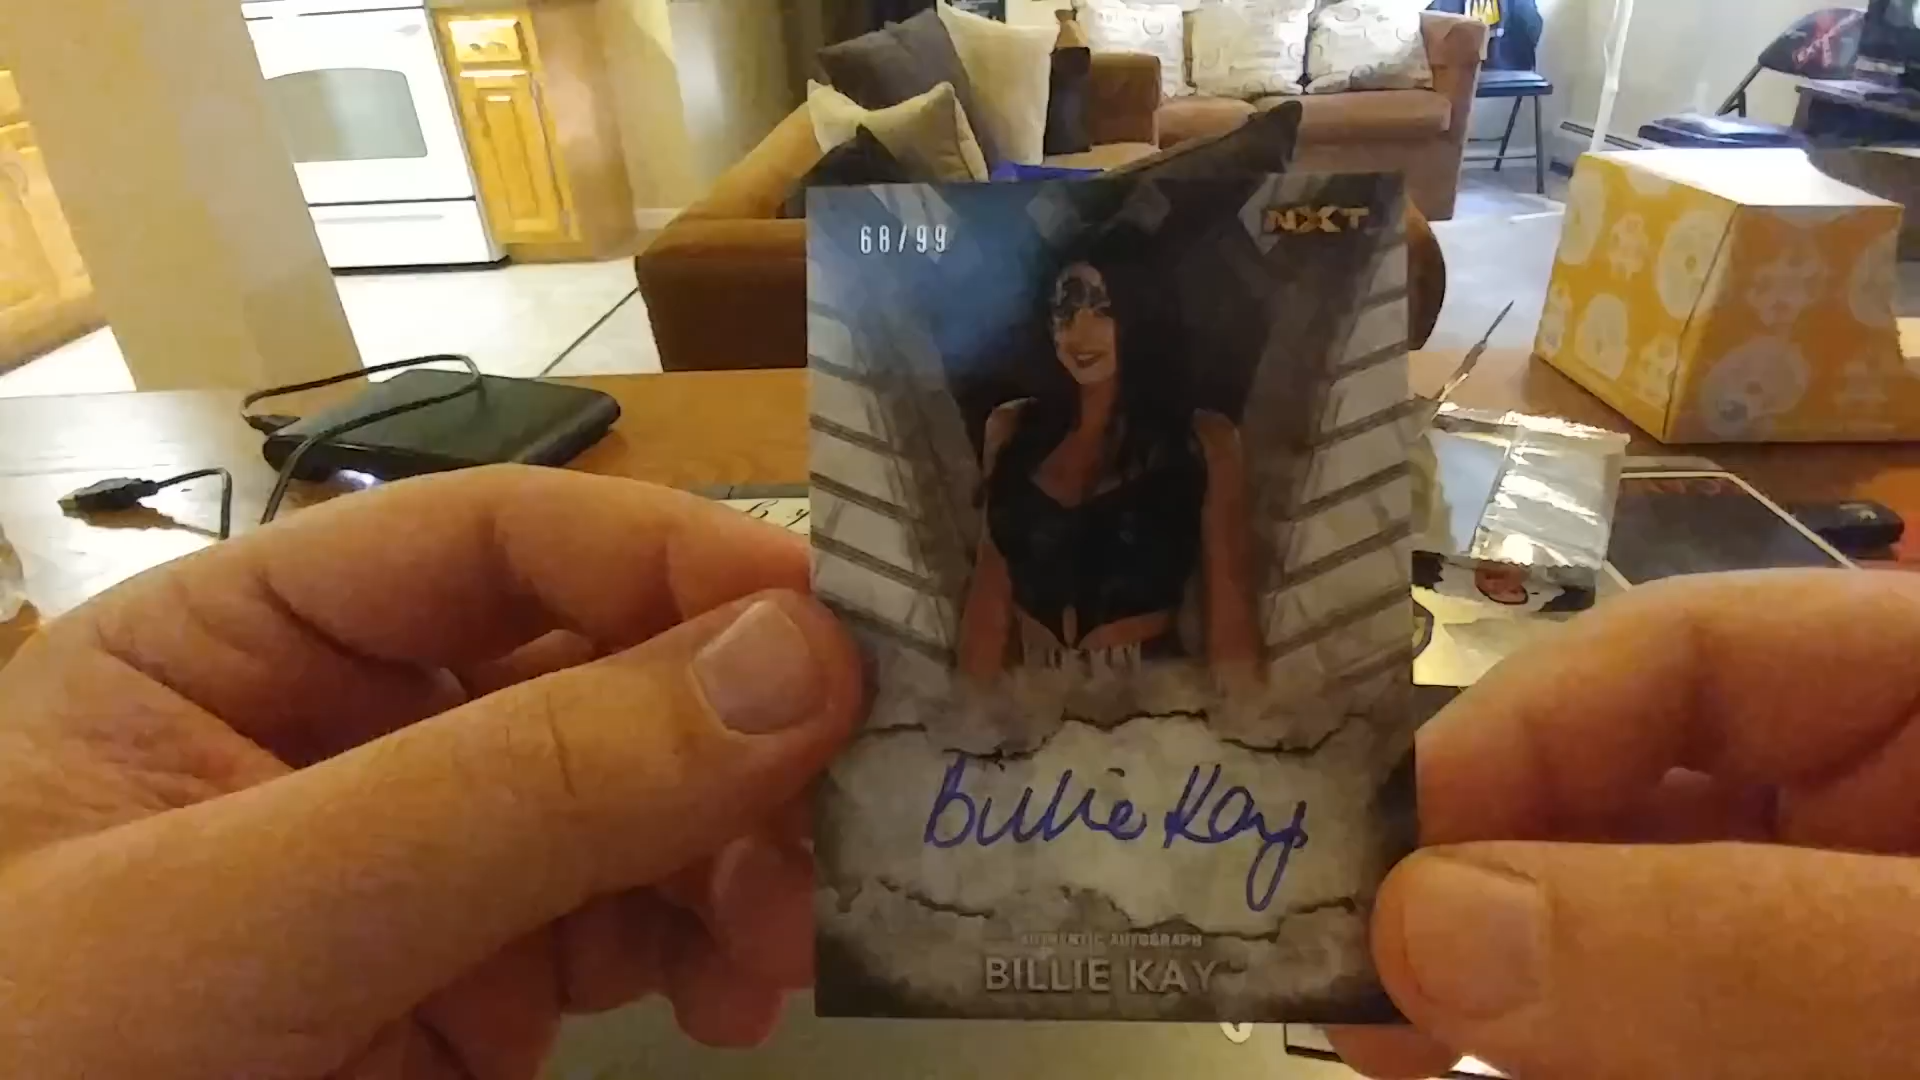 68/99
NXT
Billie Kay
AUTHENTIC AUTOGRAPH
BILLIE KAY